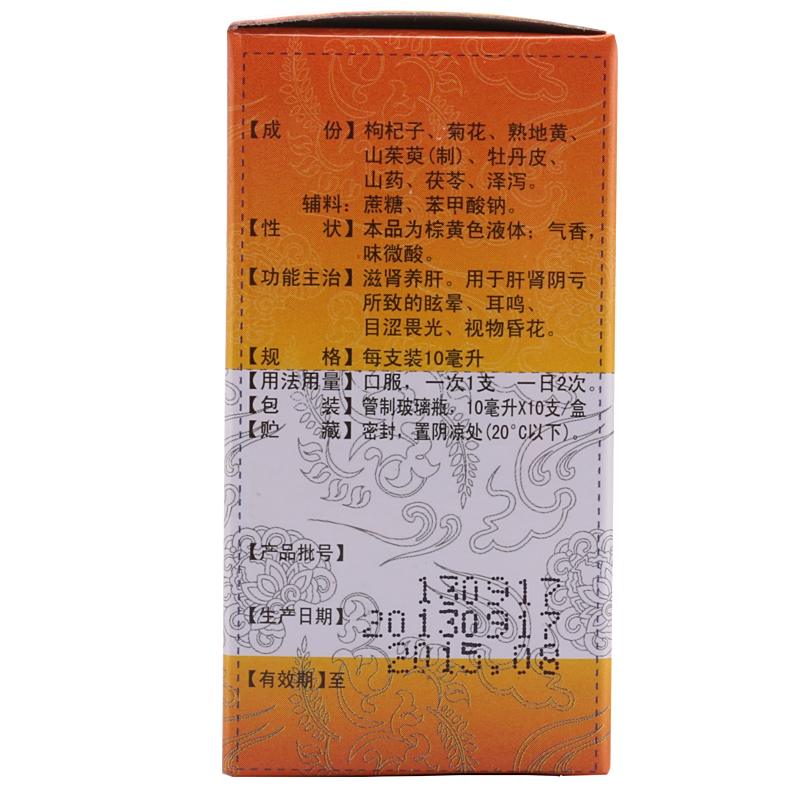 【成　份】枸杞子、菊花、熟地黄、
山茱萸(制)、牡丹皮、
山药、茯苓、泽泻。
辅料：蔗糖、苯甲酸钠。
【性　状】本品为棕黄色液体；气香，
味微酸。
【功能主治】滋肾养肝。用于肝肾阴亏
所致的眩晕、耳鸣、
目涩畏光、视物昏花。
【规　格】每支装10毫升
【用法用量】口服，一次1支　一日2次。
【包　装】管制玻璃瓶，10毫升X10支/盒
【贮　藏】密封，置阴凉处(20°C以下)。
【产品批号】
130917
【生产日期】20130917
2015.08
【有效期】至